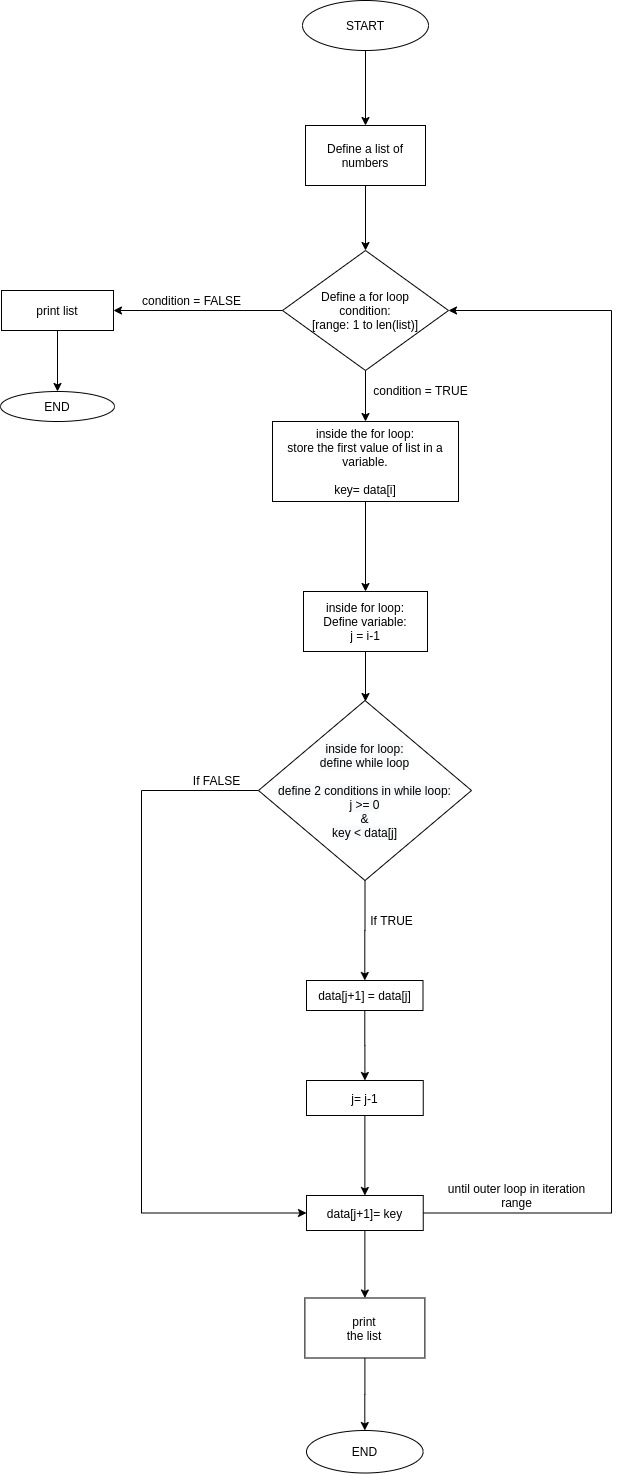 START
Define a list of
numbers
Define a for loop
condition:
[range: 1 to len(list)]
condition = FALSE
print list
END
condition = TRUE
inside the for loop:
store the first value of list in a
variable.
key= data[i]
inside for loop:
Define variable:
j = i-1
inside for loop:
define while loop
define 2 conditions in while loop:
j >= 0
&
key < data[j]
If FALSE
If TRUE
data[j+1] = data[j]
j= j-1
data[j+1]= key
until outer loop in iteration
range
print
the list
END